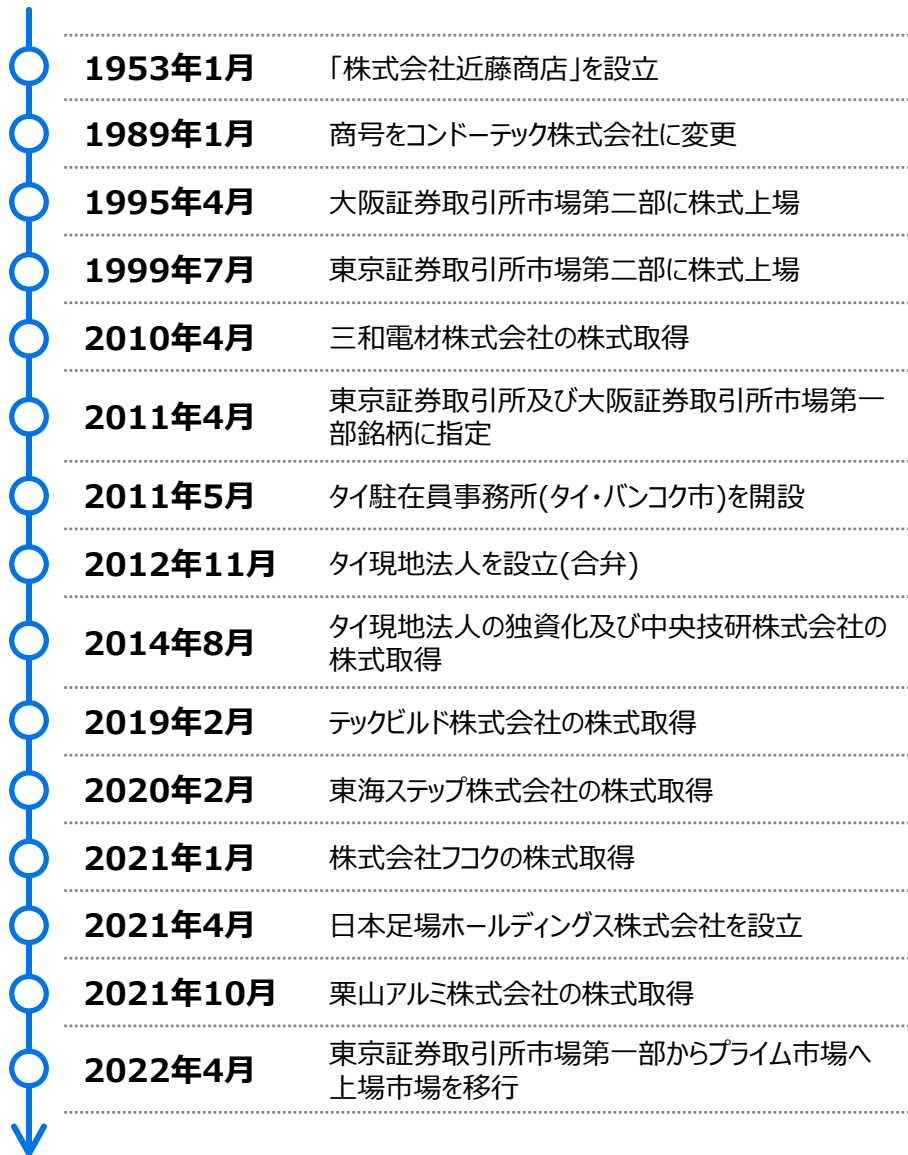 1953年1月 「株式会社近藤商店」を設立
1989年1月 商号をコンドーテック株式会社に変更
1995年4月 大阪証券取引所市場第二部に株式上場
1999年7月 東京証券取引所市場第二部に株式上場
2010年4月 三和電材株式会社の株式取得
2011年4月 東京証券取引所及び大阪証券取引所市場第一
部銘柄に指定
2011年5月 タイ駐在員事務所(タイ・バンコク市)を開設
2012年11月 タイ現地法人を設立(合弁)
2014年8月 タイ現地法人の独資化及び中央技研株式会社の
株式取得
2019年2月 テックビルド株式会社の株式取得
2020年2月 東海ステップ株式会社の株式取得
2021年1月 株式会社フコクの株式取得
2021年4月 日本足場ホールディングス株式会社を設立
2021年10月 栗山アルミ株式会社の株式取得
2022年4月 東京証券取引所市場第一部からプライム市場へ
上場市場を移行